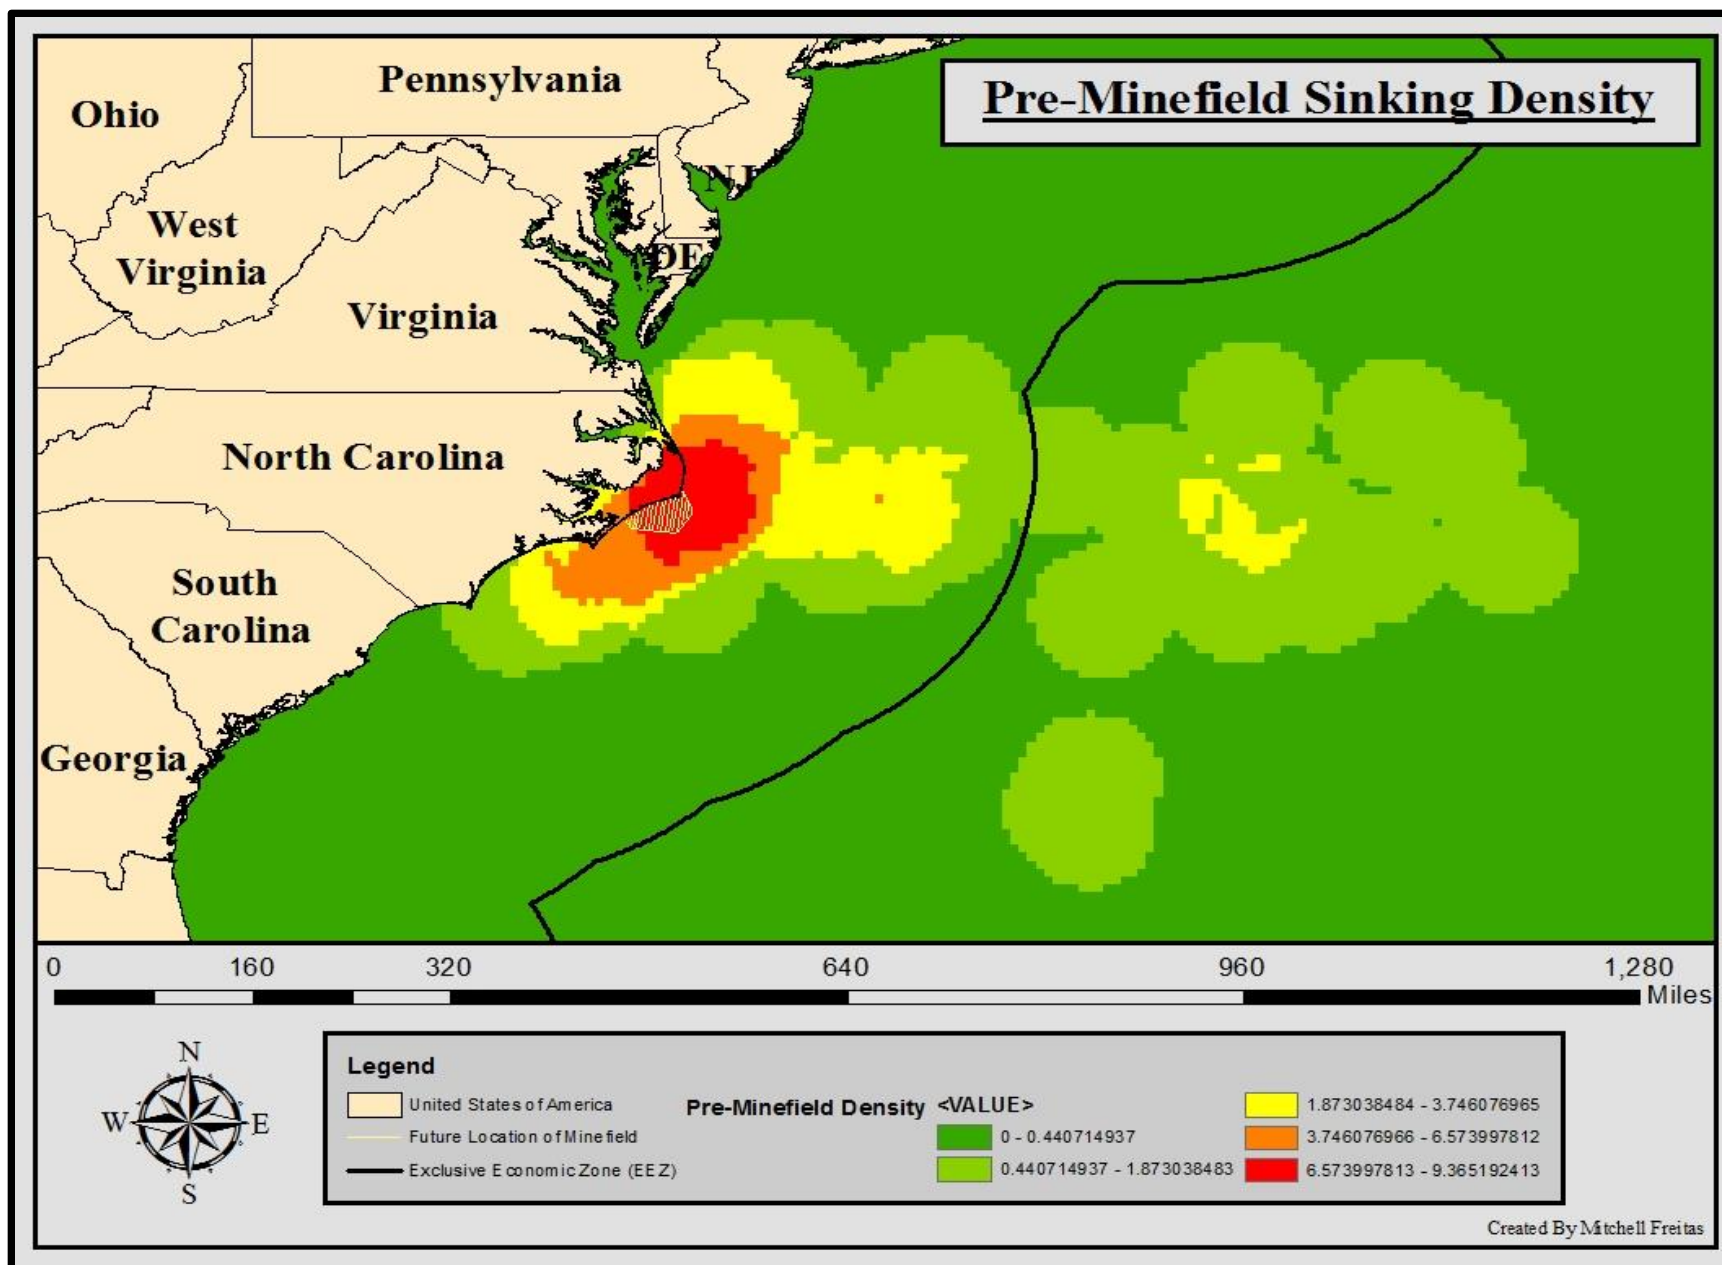 Pre-Minefield Sinking Density
Pennsylvania
Ohio
NJ
West
Virginia
DE
Virginia
North Carolina
South
Carolina
Georgia
0 160 320 640 960 1,280
Miles
N
W E
S
Legend
United States of America
Future Location of Minefield
Exclusive Economic Zone (EEZ)
Pre-Minefield Density <VALUE>
0 - 0.440714937
0.440714937 - 1.873038483
1.873038484 - 3.746076965
3.746076966 - 6.573997812
6.573997813 - 9.365192413
Created By Mitchell Freitas